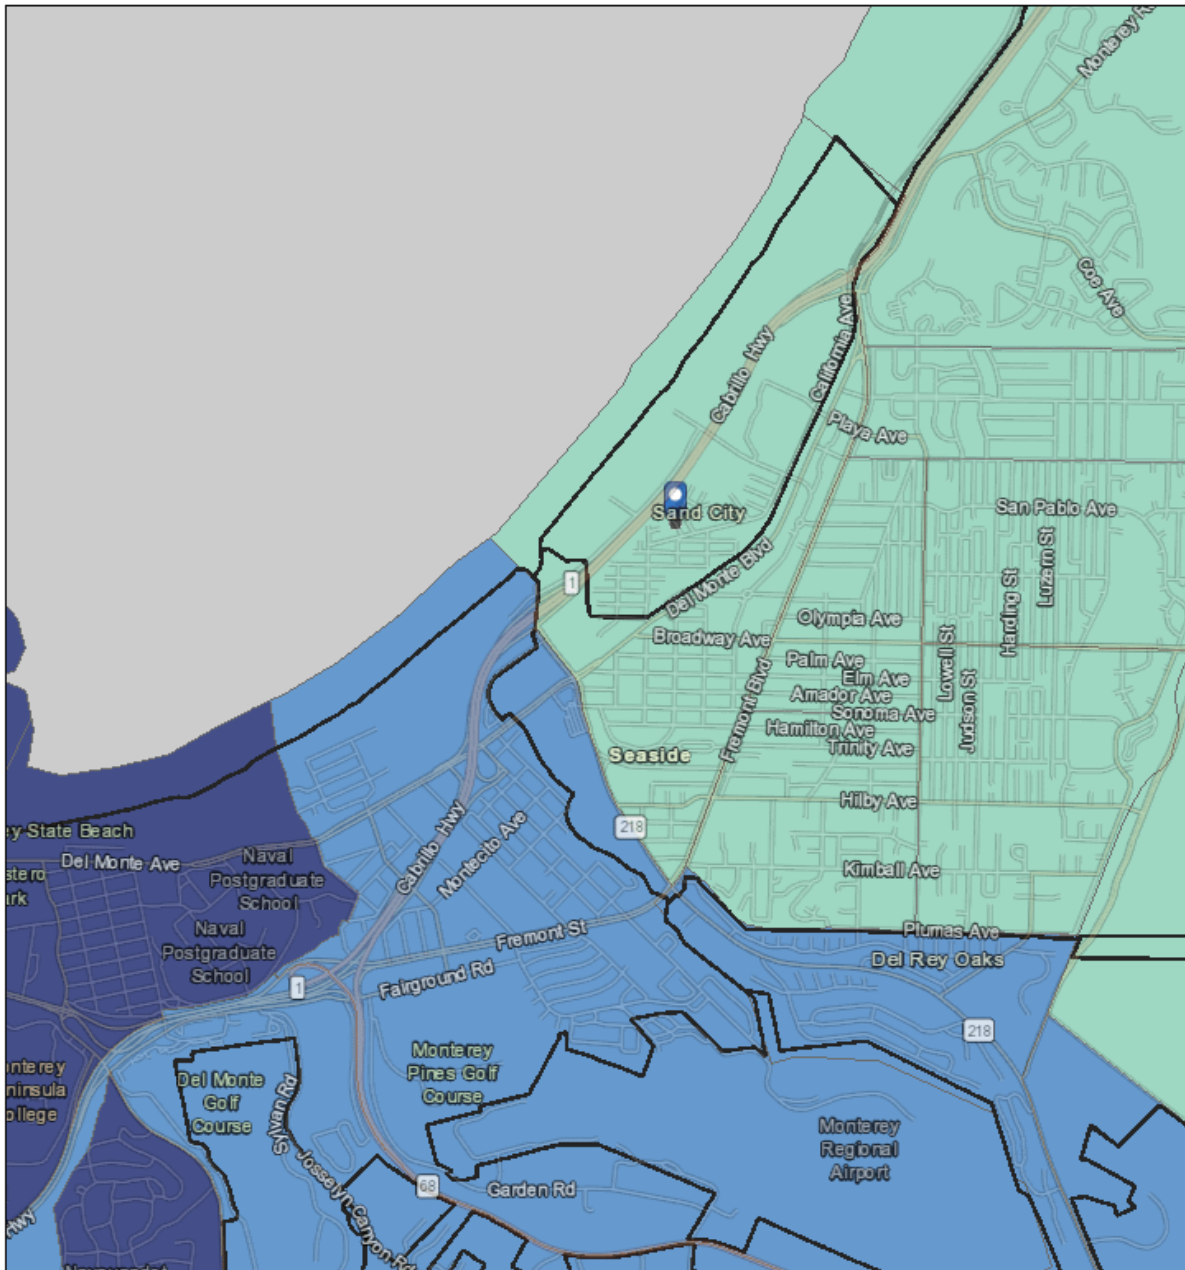 Monterey R
Coe Ave
Cabrillo Hwy
California Ave
Playa Ave
San Pablo Ave
Sand City
Luzern St
Harding St
Del Monte Blvd
1
Olympia Ave
Broadway Ave
Palm Ave
Elm Ave
Lowell St
Amador Ave
Sonoma Ave
Judson St
Fremont Blvd
Hamilton Ave
Trinity Ave
Seaside
Hilby Ave
218
Cabrillo Hwy
Montecito Ave
ey State Beach
Del Monte Ave
Naval
Postgraduate
School
stero
ark
Kimball Ave
Naval
Postgraduate
School
Fremont St
Plumas Ave
Del Rey Oaks
Fairground Rd
1
218
Monterey
Pines Golf
Course
onterey
ninsula
ollege
Del Monte
Golf
Course
Sylvan Rd
Monterey
Regional
Airport
Josselyn Canyon Rd
68
Garden Rd
Hwy